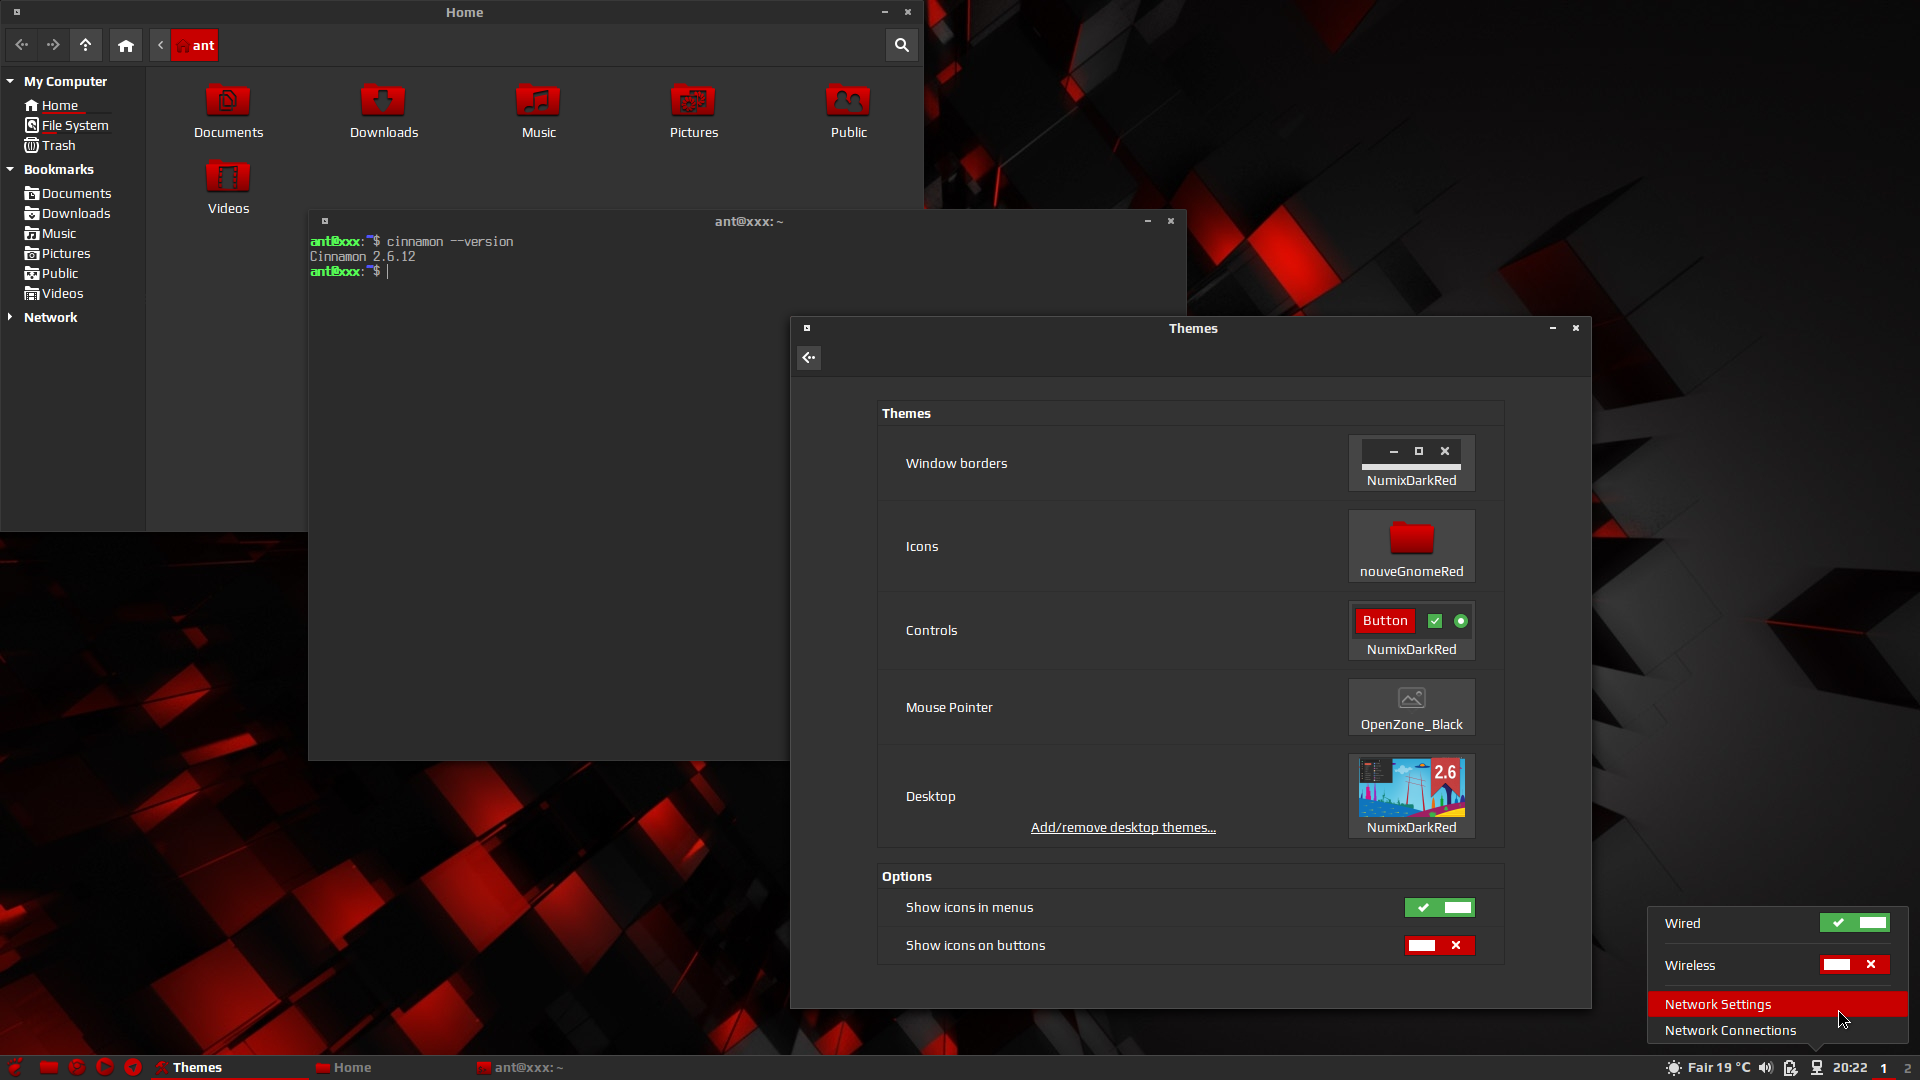 Home
ant
My Computer
Home
File System
Trash
Bookmarks
Documents
Downloads
Music
Pictures
Public
Videos
Network
Documents
Downloads
Music
Pictures
Public
Videos
ant@xxx: ~
ant@xxx:~$ cinnamon --version
Cinnamon 2.6.12
ant@xxx:~$
Themes
Themes
Window borders
NumixDarkRed
Icons
nouveGnomeRed
Controls
Button
NumixDarkRed
Mouse Pointer
OpenZone_Black
Desktop
2.6
Add/remove desktop themes...
NumixDarkRed
Options
Show icons in menus
Show icons on buttons
Wired
Wireless
Network Settings
Network Connections
Themes
Home
ant@xxx: ~
Fair 19 °C
20:22
1
2